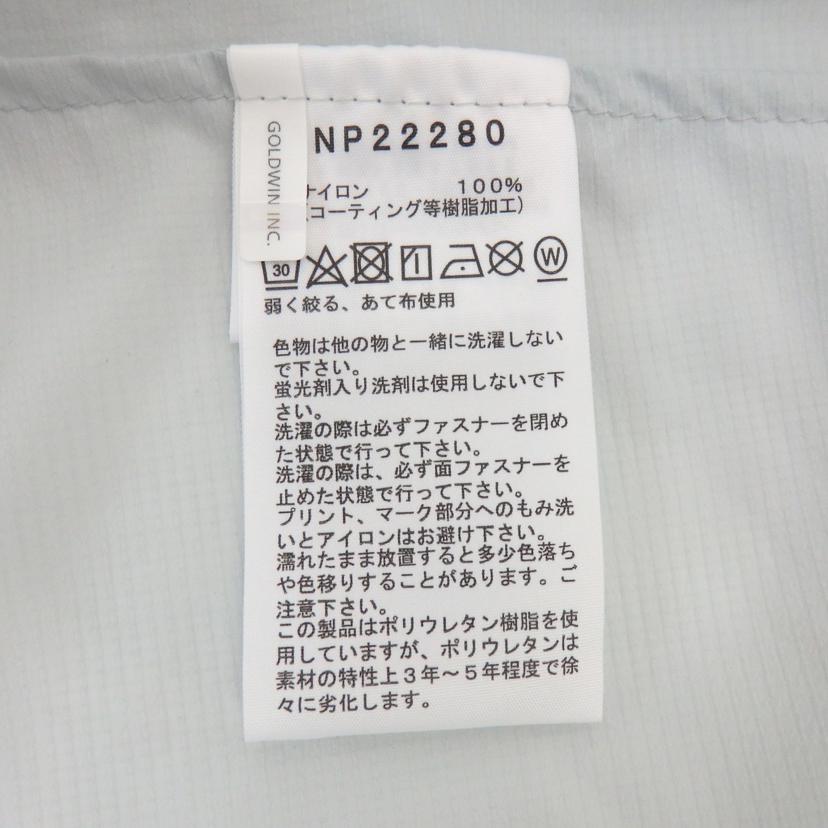 GOLDWIN INC.
NP22280
ナイロン 100%
(コーティング等樹脂加工)
30
W
弱く絞る、あて布使用
色物は他の物と一緒に洗濯しない
で下さい。
蛍光剤入り洗剤は使用しないで下
さい。
洗濯の際は必ずファスナーを閉め
た状態で行って下さい。
洗濯の際は、必ず面ファスナーを
止めた状態で行って下さい。
プリント、マーク部分へのもみ洗
いとアイロンはお避け下さい。
濡れたまま放置すると多少色落ち
や色移りすることがあります。ご
注意下さい。
この製品はポリウレタン樹脂を使
用していますが、ポリウレタンは
素材の特性上3年～5年程度で徐
々に劣化します。